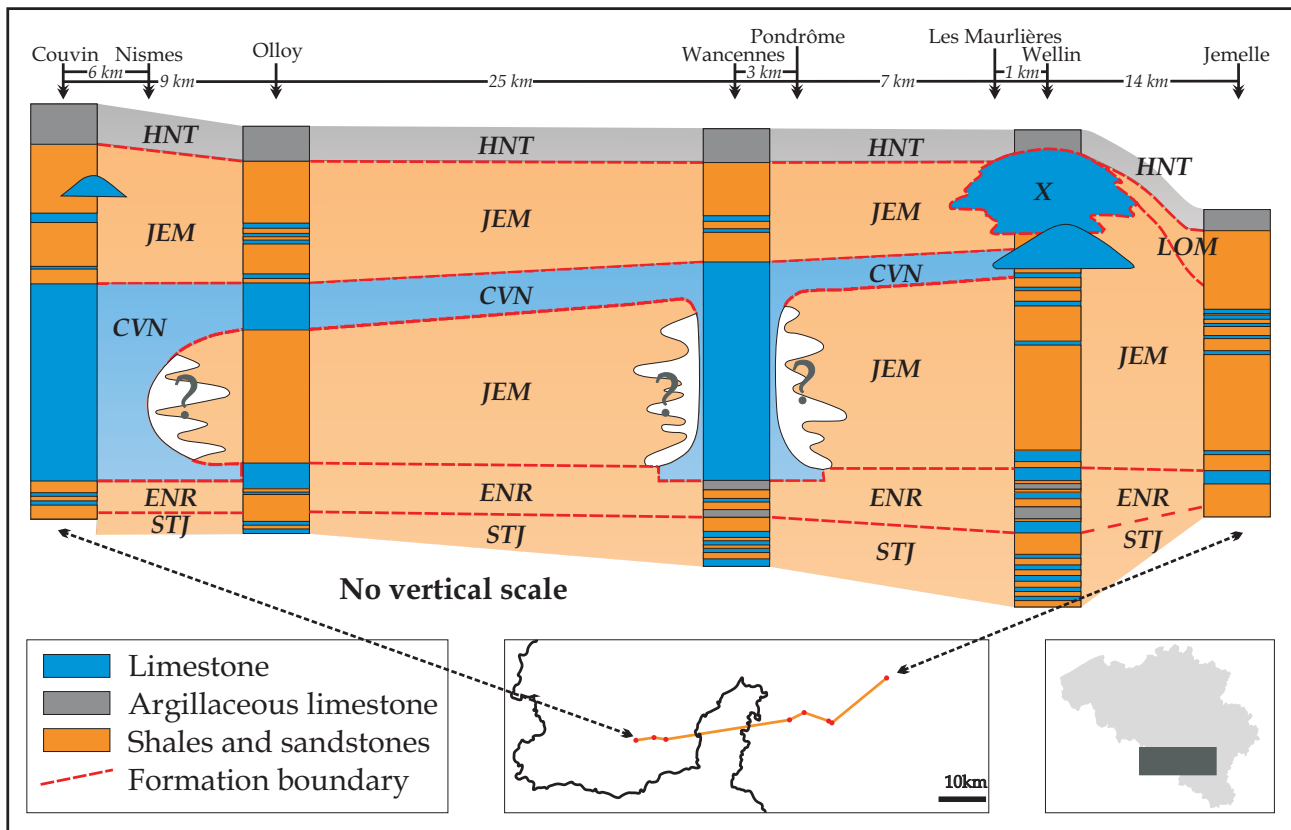 Couvin Nismes Olloy Wancennes Pondrôme Les Maurlières Wellin Jemelle
6 km 9 km 25 km 3 km 7 km 1 km 14 km
HNT HNT HNT HNT
X
JEM JEM JEM LOM
CVN CVN CVN
? ? ?
JEM JEM JEM
ENR ENR ENR ENR
STJ STJ STJ STJ
No vertical scale
Limestone
Argillaceous limestone
Shales and sandstones
Formation boundary
10km